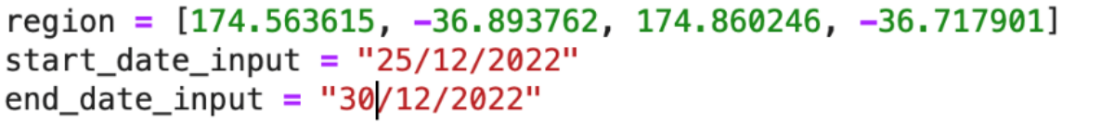 region = [174.563615, −36.893762, 174.860246, −36.717901]
start_date_input = "25/12/2022"
end_date_input = "30/12/2022"